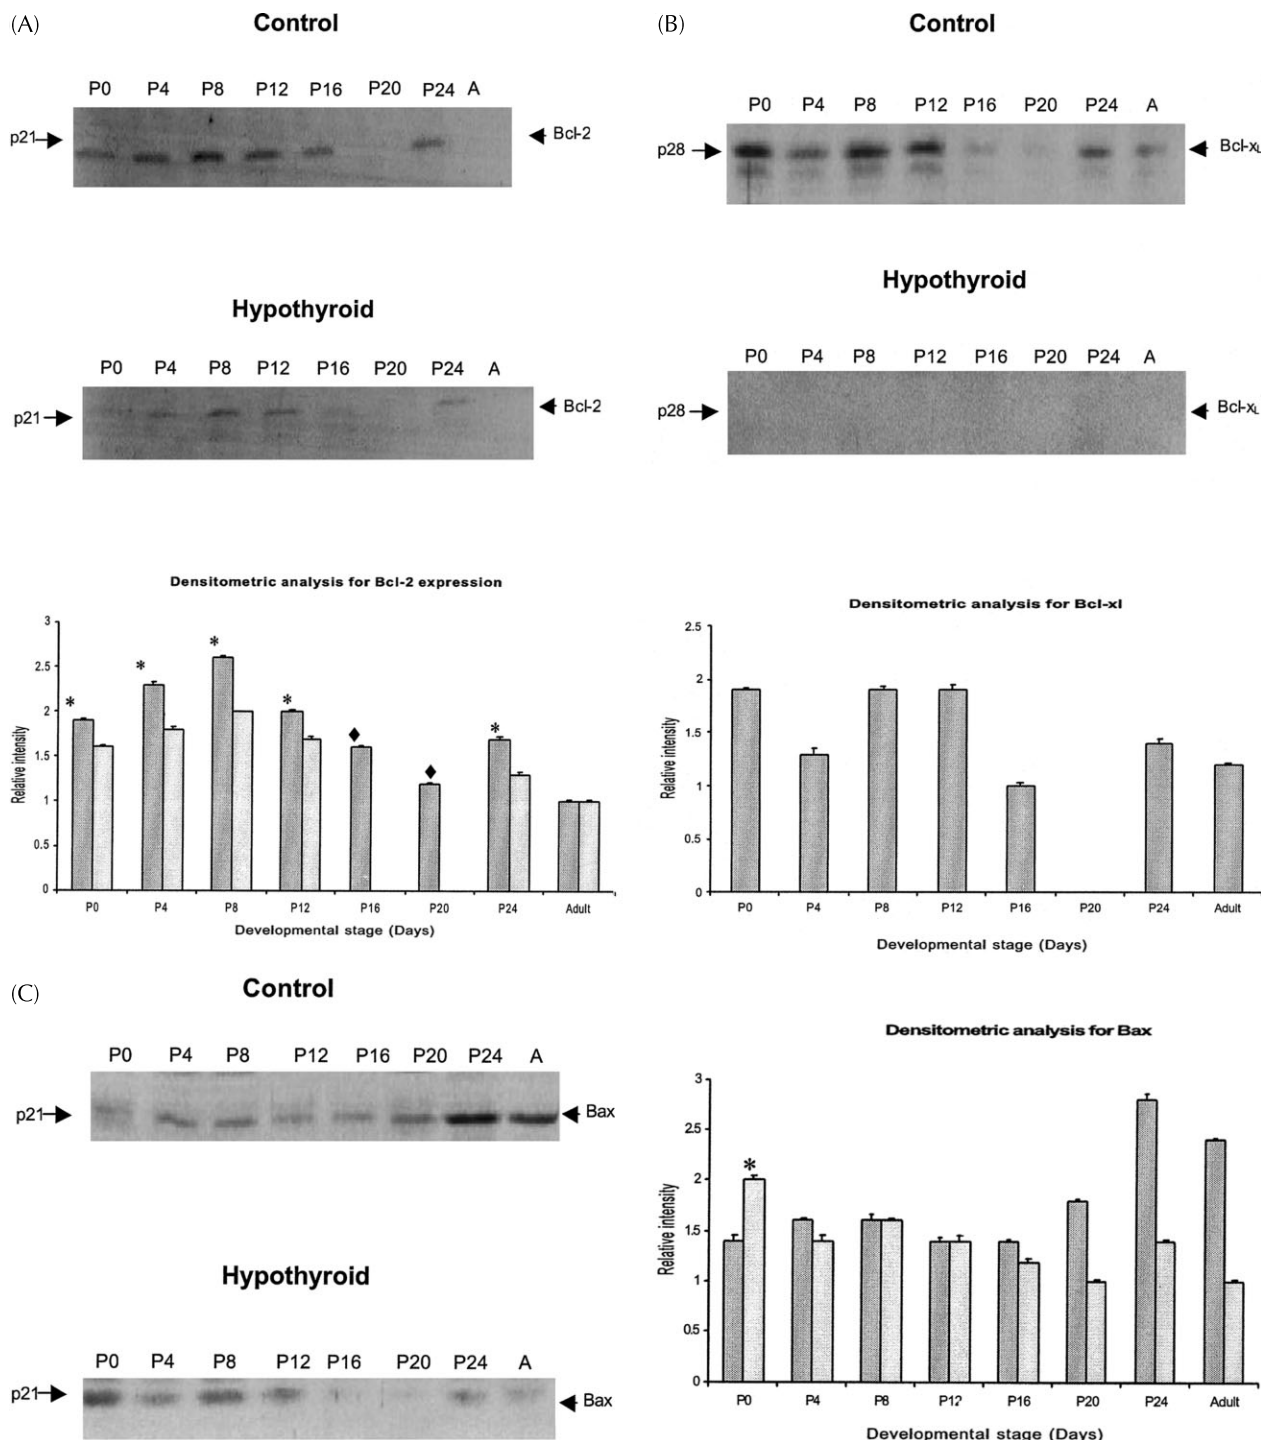 (A)
Control
P0 P4 P8 P12 P16 P20 P24 A
p21
Bcl-2
Hypothyroid
P0 P4 P8 P12 P16 P20 P24 A
p21
Bcl-2
Densitometric analysis for Bcl-2 expression
3
2.5
2
1.5
1
0.5
0
Relative intensity
* * * * ♦ ♦ *
P0 P4 P8 P12 P16 P20 P24 Adult
Developmental stage (Days)
(B)
Control
P0 P4 P8 P12 P16 P20 P24 A
p28
Bcl-xL
Hypothyroid
P0 P4 P8 P12 P16 P20 P24 A
p28
Bcl-xL
Densitometric analysis for Bcl-xl
2.5
2
1.5
1
0.5
0
Relative intensity
P0 P4 P8 P12 P16 P20 P24 Adult
Developmental stage (Days)
(C)
Control
P0 P4 P8 P12 P16 P20 P24 A
p21
Bax
Hypothyroid
P0 P4 P8 P12 P16 P20 P24 A
p21
Bax
Densitometric analysis for Bax
3
2.5
2
1.5
1
0.5
0
Relative intensity
*
P0 P4 P8 P12 P16 P20 P24 Adult
Developmental stage (Days)